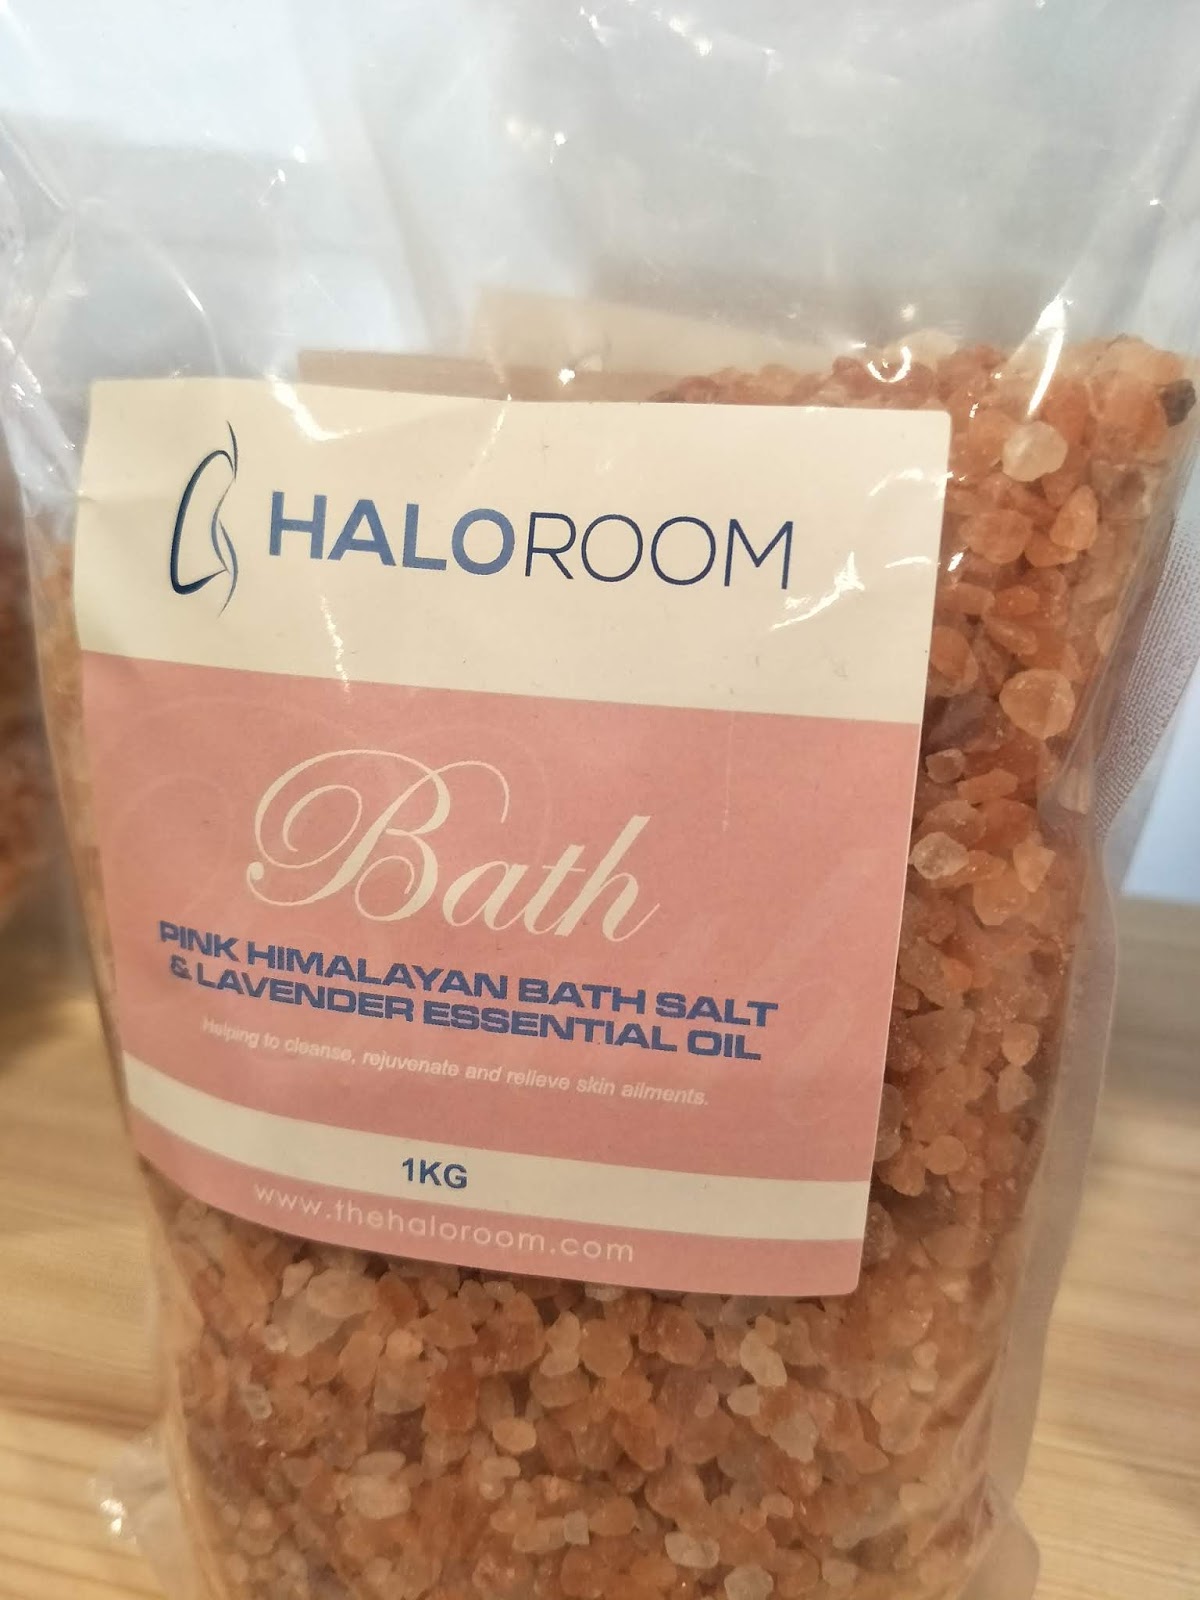 HALOROOM
Bath
PINK HIMALAYAN BATH SALT
& LAVENDER ESSENTIAL OIL
Helping to cleanse, rejuvenate and relieve skin ailments.
1KG
www.thehaloroom.com